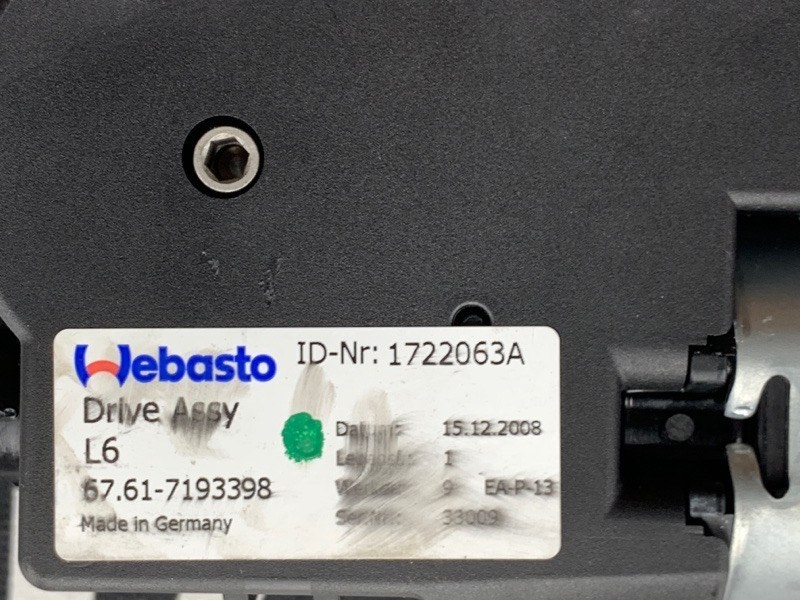 Webasto
ID-Nr: 1722063A
Drive Assy
L6
67.61-7193398
Made in Germany
Datum: 15.12.2008
1
9 EA-P-13
33009